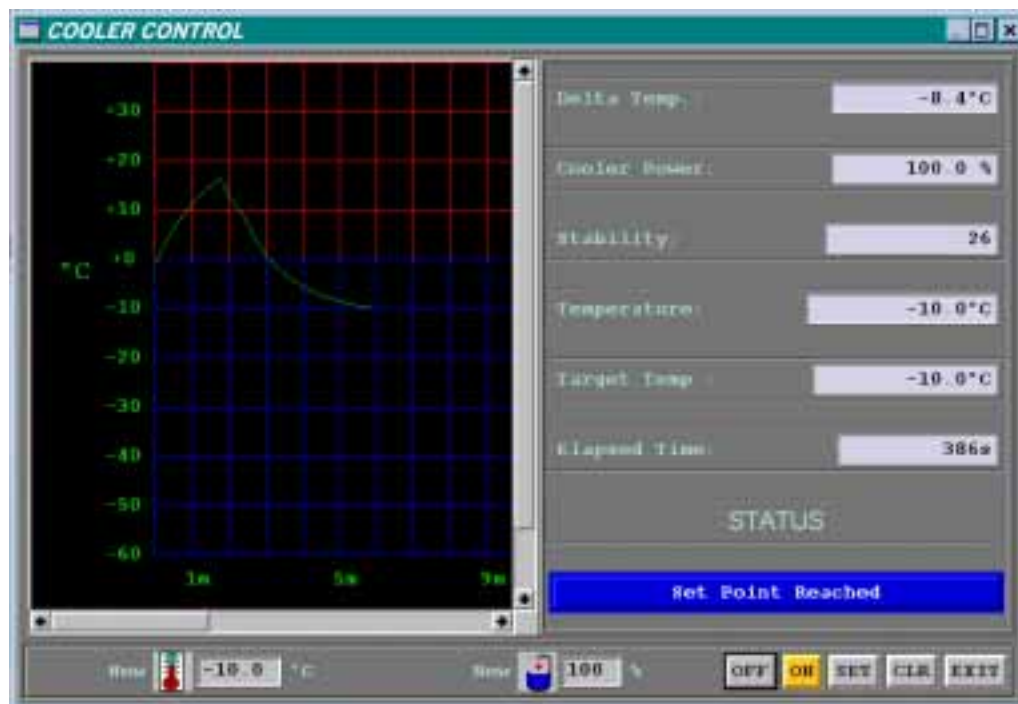 COOLER CONTROL
+30
+20
+10
+0
°C
-10
-20
-30
-40
-50
-60
1m 5m 9m
Delta Temp: -8.4°C
Cooler Power: 100.0 %
Stability: 26
Temperature: -10.0°C
Target Temp : -10.0°C
Elapsed Time: 386s
STATUS
Set Point Reached
-10.0 °C
100 %
OFF ON SET CLR EXIT